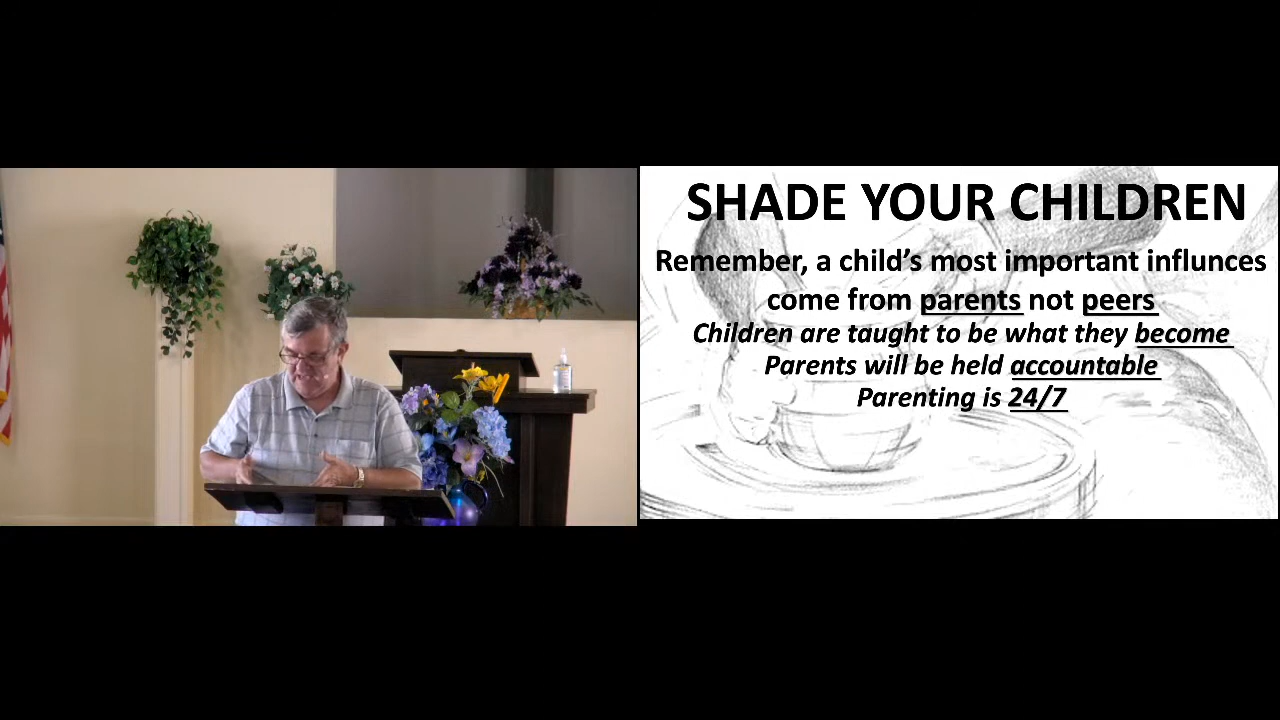 SHADE YOUR CHILDREN
Remember, a child's most important influnces
come from parents not peers
Children are taught to be what they become
Parents will be held accountable
Parenting is 24/7